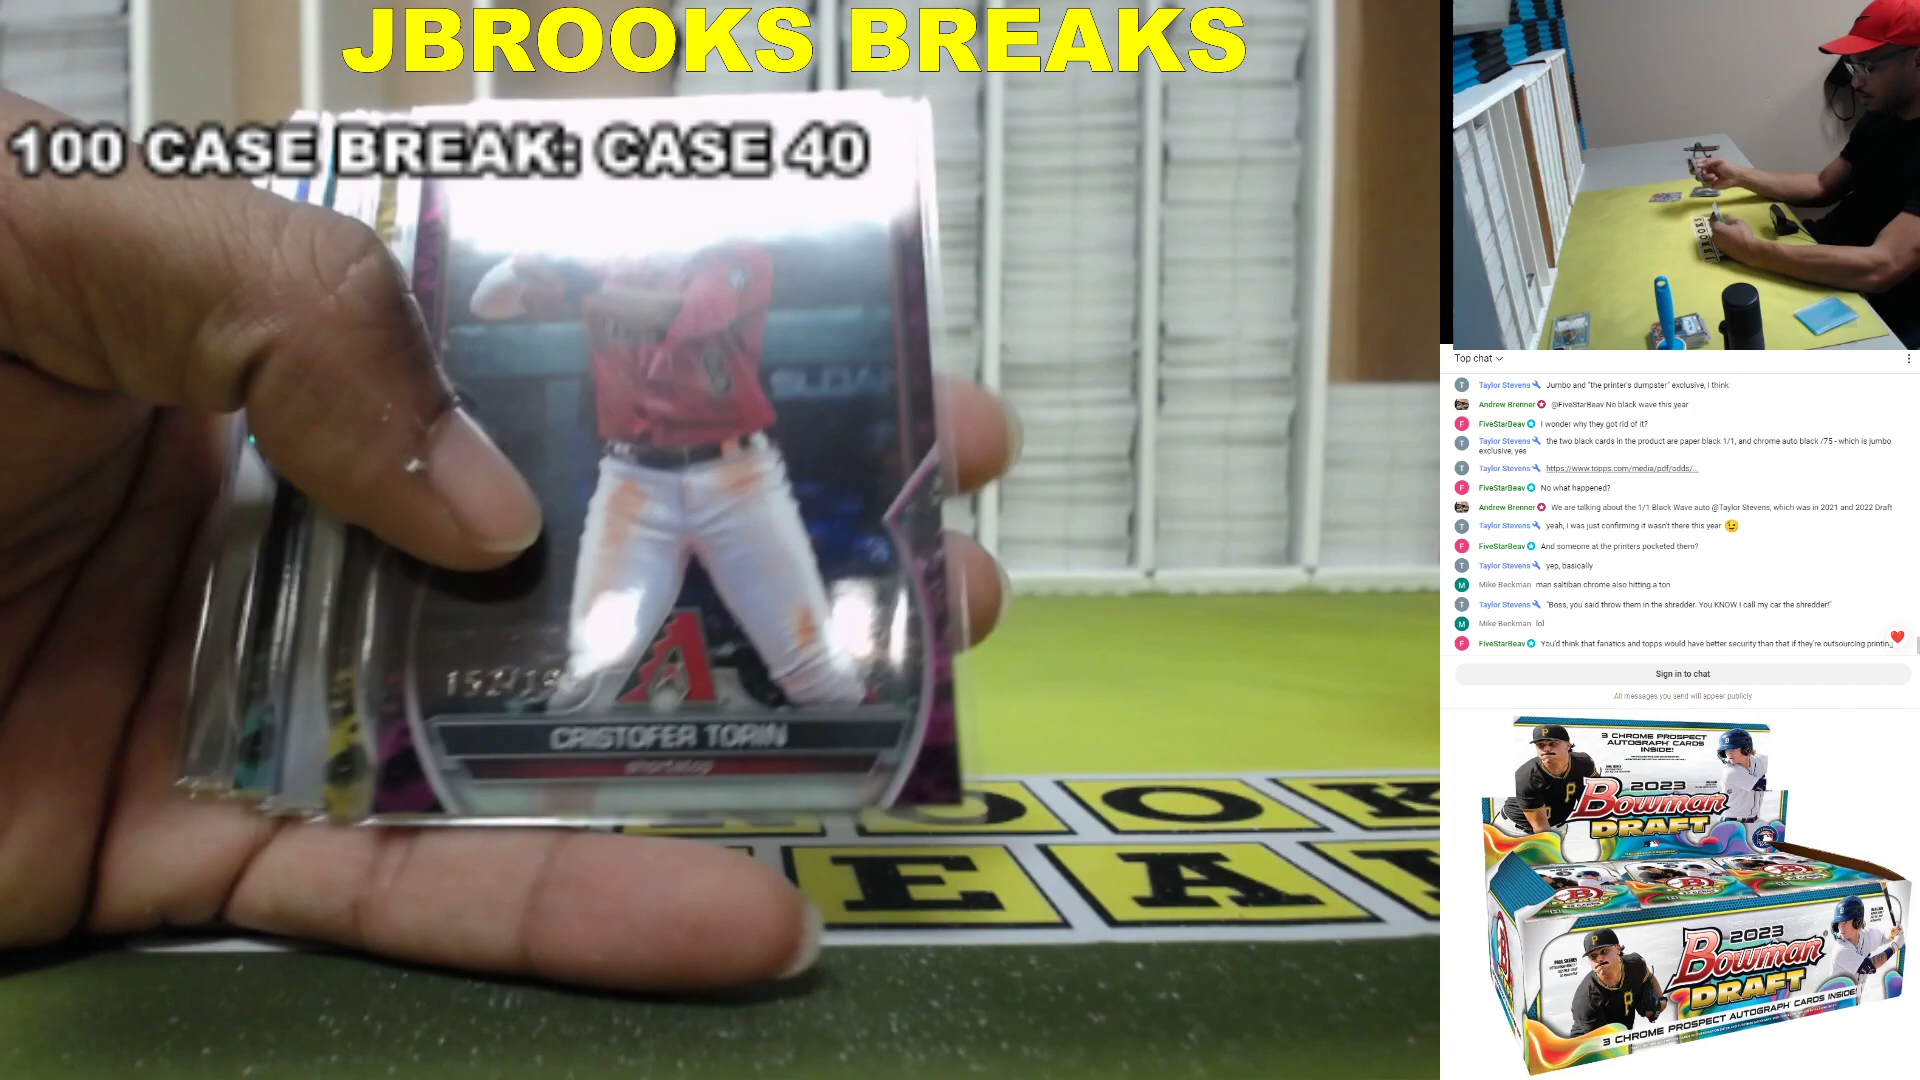 JBROOKS BREAKS
100 CASE BREAK: CASE 40
CRISTOFER TORIN
shortstop
Top chat
Taylor Stevens Jumbo and "the printer's dumpster" exclusive, I think
Andrew Brenner @FiveStarBeav No black wave this year
FiveStarBeav I wonder why they got rid of it?
Taylor Stevens the two black cards in the product are paper black 1/1, and chrome auto black /75 - which is jumbo
exclusive, yes
Taylor Stevens https://www.topps.com/media/pdf/odds/...
FiveStarBeav No what happened?
Andrew Brenner We are talking about the 1/1 Black Wave auto @Taylor Stevens, which was in 2021 and 2022 Draft
Taylor Stevens yeah, I was just confirming it wasn't there this year 😉
FiveStarBeav And someone at the printers pocketed them?
Taylor Stevens yep, basically
Mike Beckman man saltiban chrome also hitting a ton
Taylor Stevens "Boss, you said throw them in the shredder. You KNOW I call my car the shredder!"
Mike Beckman lol
FiveStarBeav You'd think that fanatics and topps would have better security than that if they're outsourcing printing
Sign in to chat
All messages you send will appear publicly
3 CHROME PROSPECT
AUTOGRAPH CARDS
INSIDE!
2023
Bowman
DRAFT
2023
Bowman
DRAFT
3 CHROME PROSPECT AUTOGRAPH CARDS INSIDE!
O O K
E A